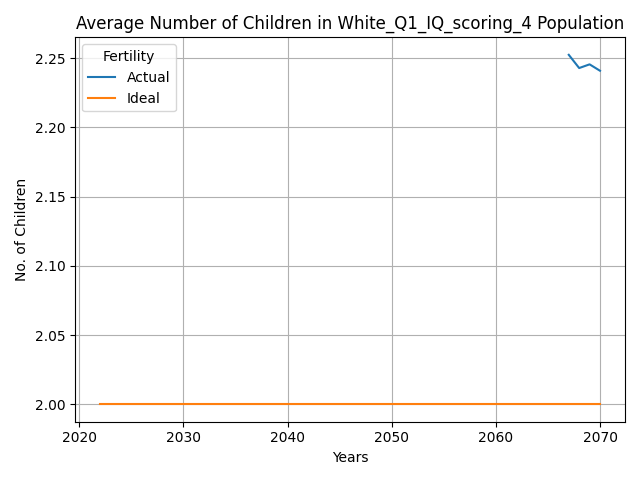 Average Number of Children in White_Q1_IQ_scoring_4 Population
Fertility
Actual
Ideal
2.25
2.20
2.15
2.10
2.05
2.00
No. of Children
2020 2030 2040 2050 2060 2070
Years